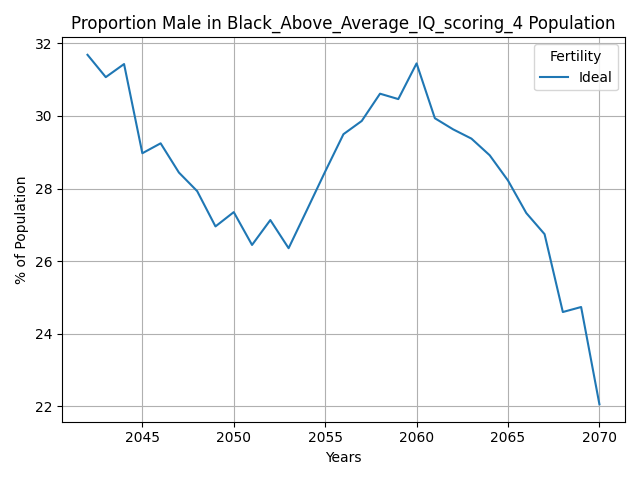 Proportion Male in Black_Above_Average_IQ_scoring_4 Population
Fertility
Ideal
% of Population
32
30
28
26
24
22
2045 2050 2055 2060 2065 2070
Years